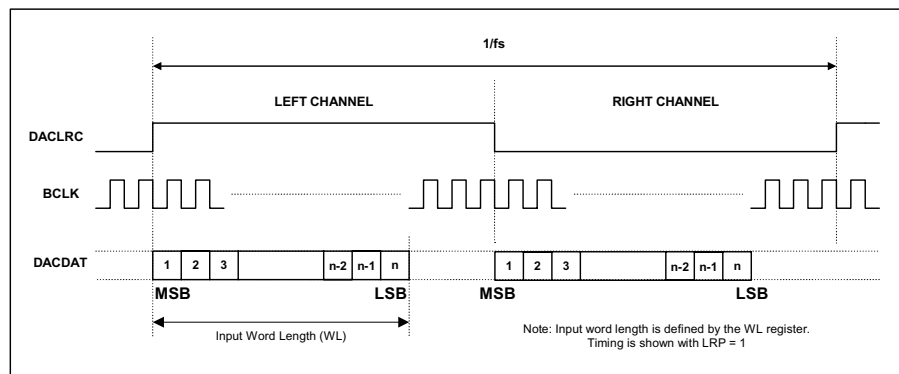 1/fs
LEFT CHANNEL RIGHT CHANNEL
DACLRC
BCLK
DACDAT 1 2 3 n-2 n-1 n 1 2 3 n-2 n-1 n
MSB LSB MSB LSB
Input Word Length (WL)
Note: Input word length is defined by the WL register.
Timing is shown with LRP = 1